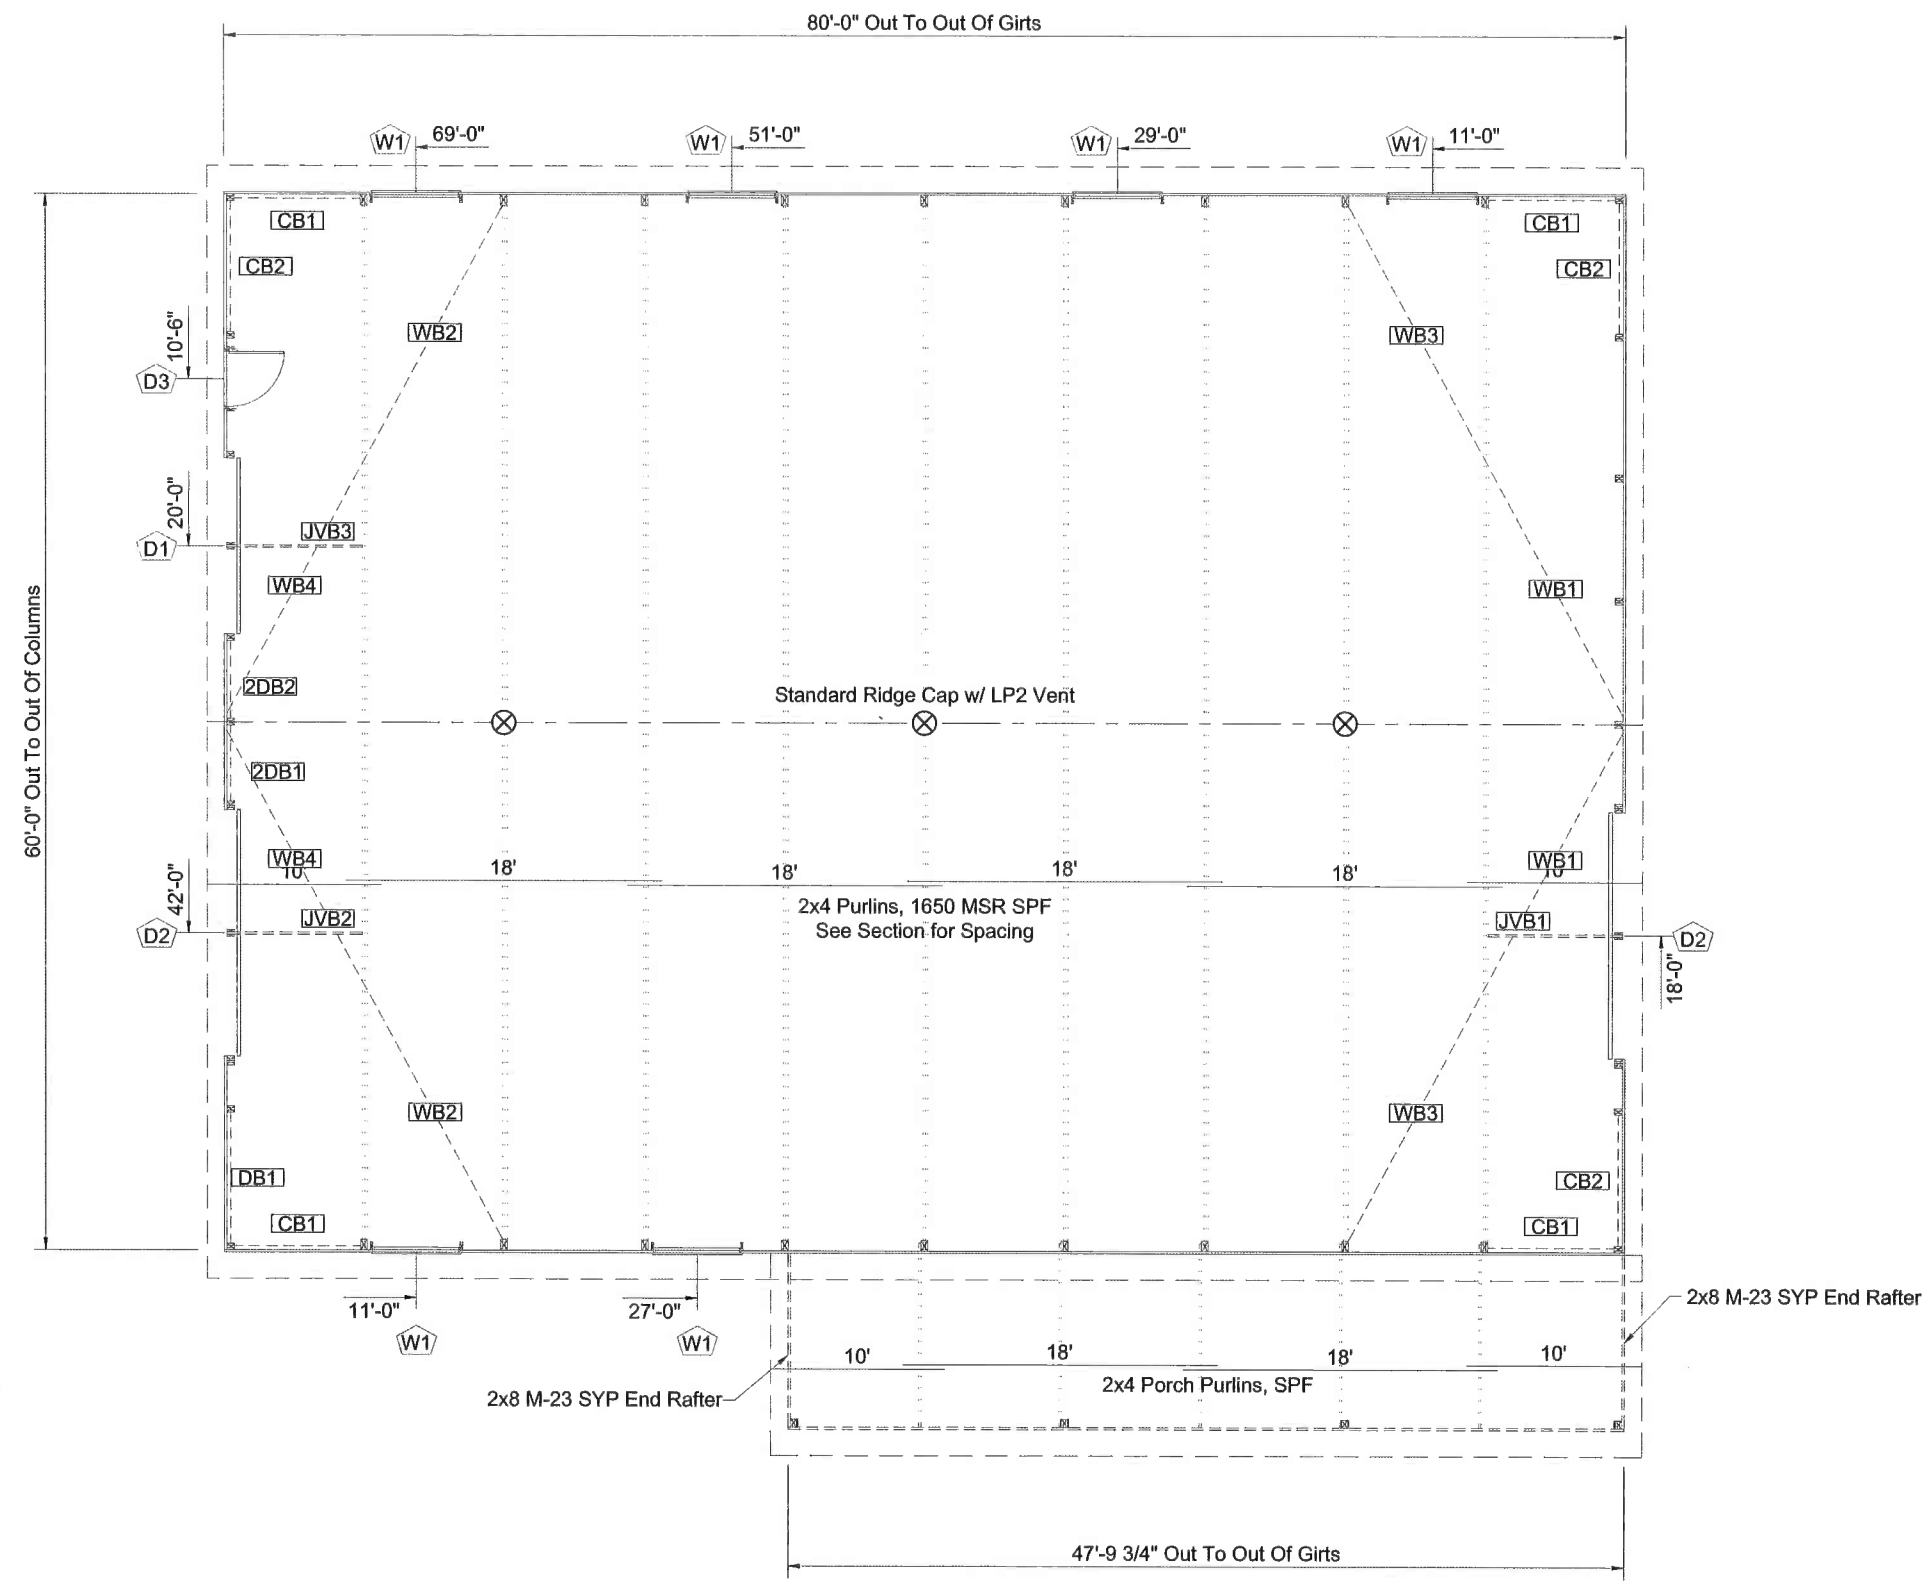 80'-0" Out To Out Of Girts
W1 69'-0"
W1 51'-0"
W1 29'-0"
W1 11'-0"
CB1
CB1
CB2
CB2
10'-6"
D3
WB2
WB3
20'-0"
D1
JVB3
WB4
WB1
60'-0" Out To Out Of Columns
2DB2
Standard Ridge Cap w/ LP2 Vent
2DB1
WB4
10'
18'
18'
18'
18'
WB1
10'
42'-0"
D2
JVB2
2x4 Purlins, 1650 MSR SPF
See Section for Spacing
JVB1
D2
18'-0"
WB2
WB3
DB1
CB2
CB1
CB1
11'-0"
W1
27'-0"
W1
2x8 M-23 SYP End Rafter
10'
18'
18'
10'
2x4 Porch Purlins, SPF
2x8 M-23 SYP End Rafter
47'-9 3/4" Out To Out Of Girts